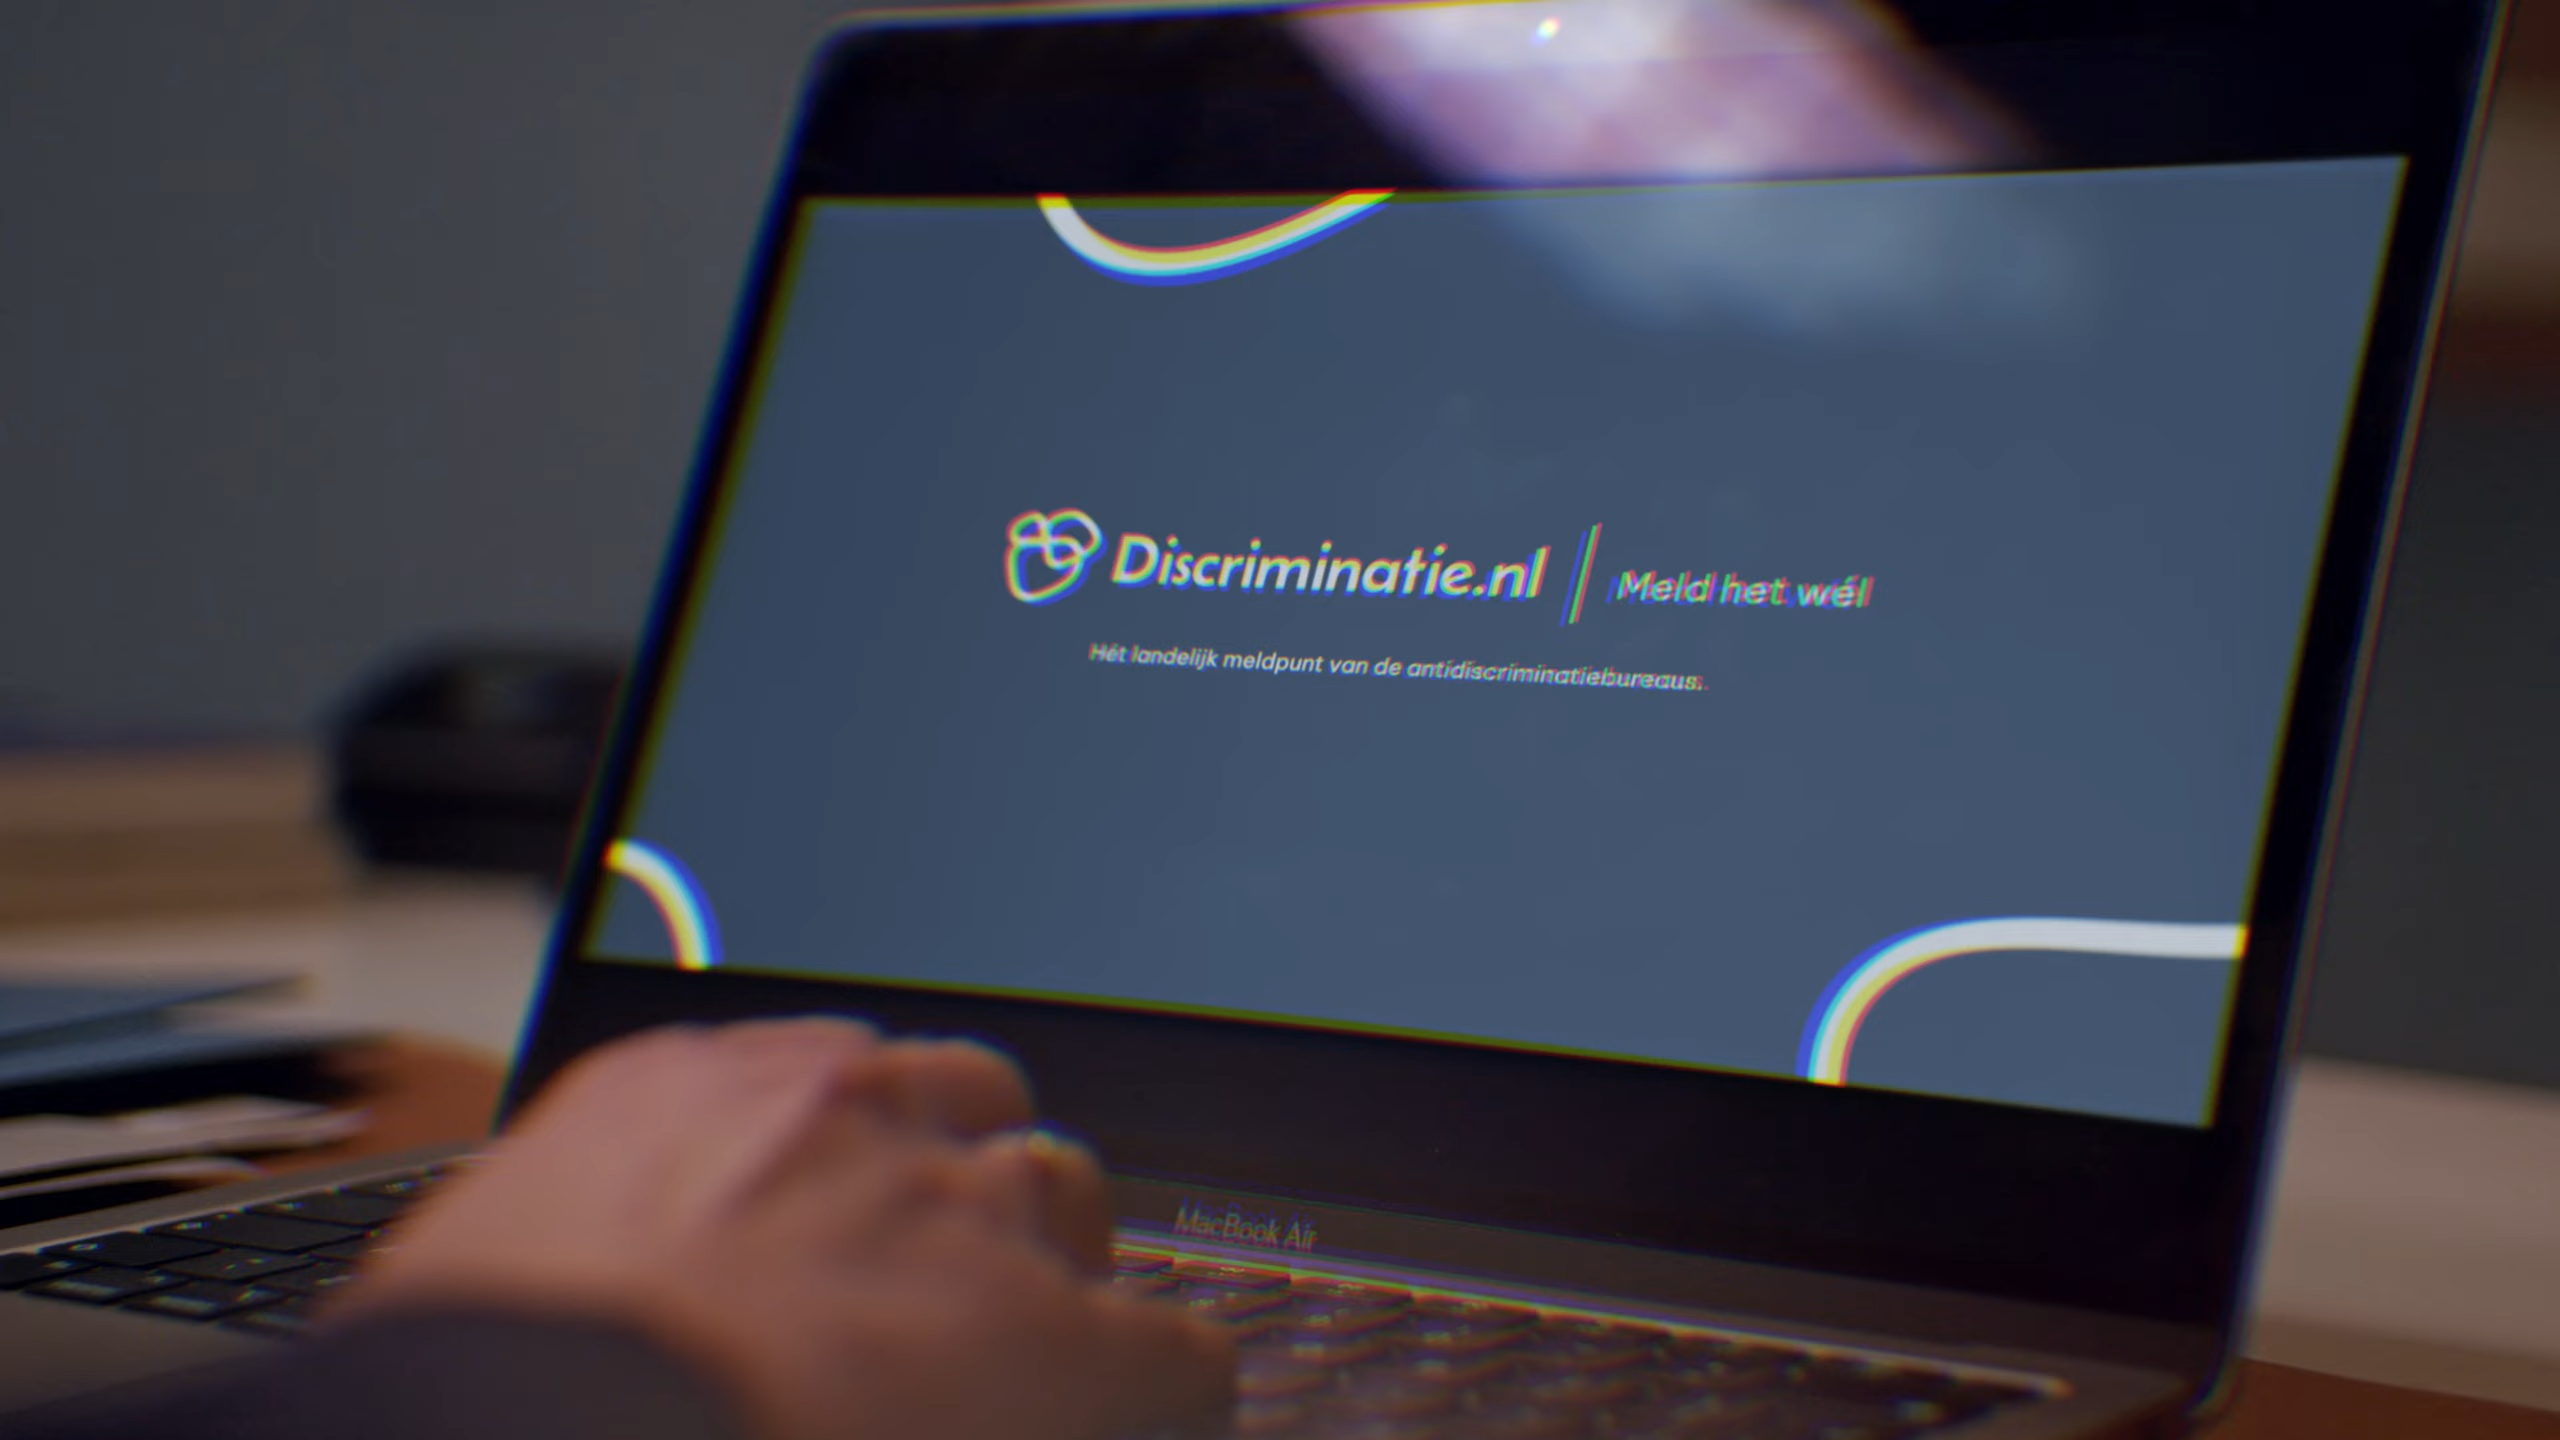 Discriminatie.nl | Meld het wél
Hét landelijk meldpunt van de antidiscriminatiebureaus.
MacBook Air